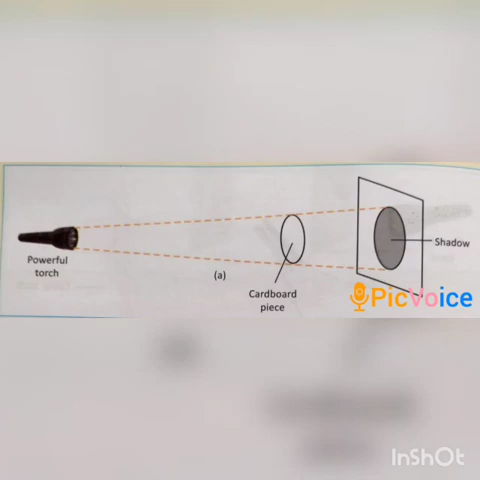 Powerful
torch
(a)
Cardboard
piece
Shadow
PicVoice
InShOt